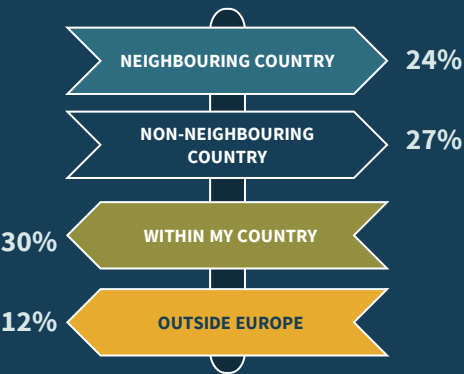 NEIGHBOURING COUNTRY 24%
NON-NEIGHBOURING
COUNTRY
27%
30% WITHIN MY COUNTRY
12% OUTSIDE EUROPE